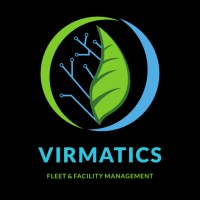 VIRMATICS
FLEET & FACILITY MANAGEMENT